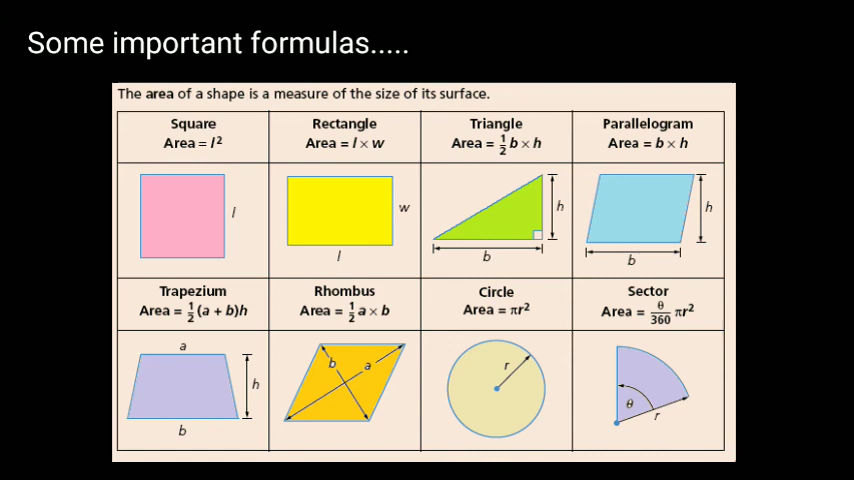 Some important formulas.....
The area of a shape is a measure of the size of its surface.
Square
Area = l²
Rectangle
Area = l × w
Triangle
Area = ½ b × h
Parallelogram
Area = b × h
l
w
l
h
b
h
b
Trapezium
Area = ½ (a + b)h
Rhombus
Area = ½ a × b
Circle
Area = πr²
Sector
Area = θ/360 πr²
a
h
b
b
a
r
θ
r